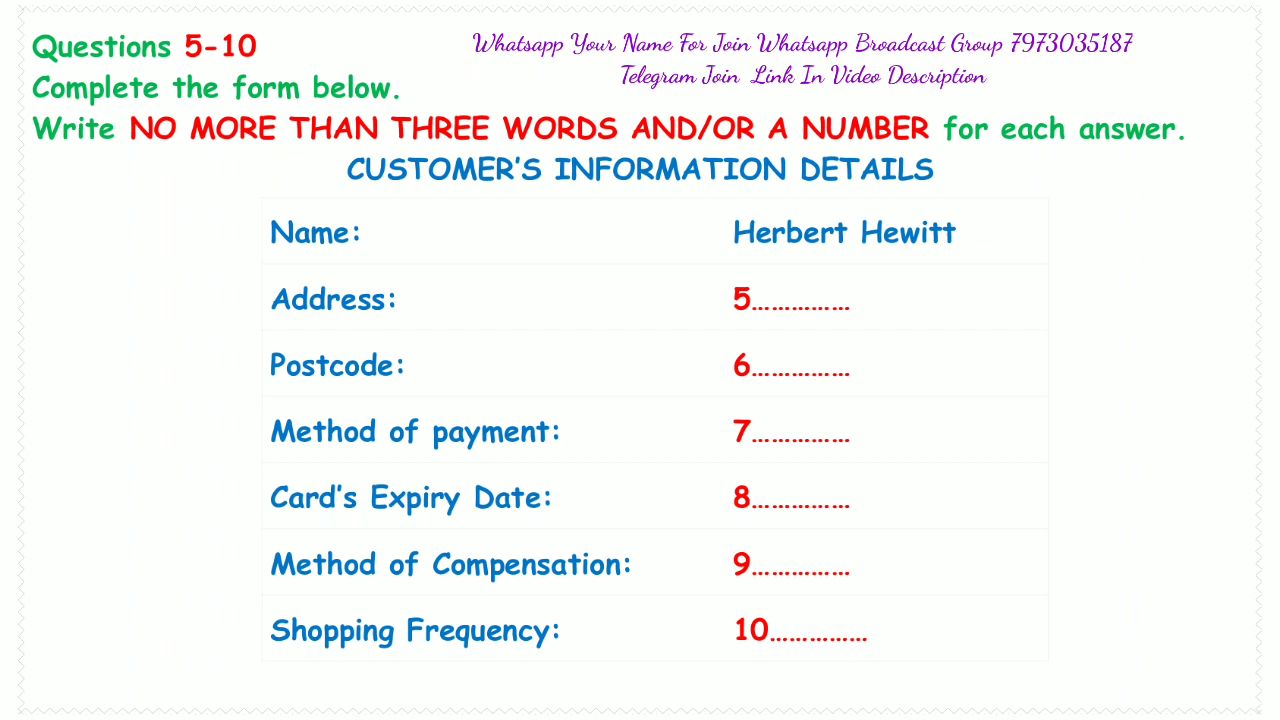 Questions 5-10
Whatsapp Your Name For Join Whatsapp Broadcast Group 7973035187
Telegram Join Link In Video Description
Complete the form below.
Write NO MORE THAN THREE WORDS AND/OR A NUMBER for each answer.
CUSTOMER'S INFORMATION DETAILS
Name: Herbert Hewitt
Address: 5……………
Postcode: 6……………
Method of payment: 7……………
Card's Expiry Date: 8……………
Method of Compensation: 9……………
Shopping Frequency: 10……………